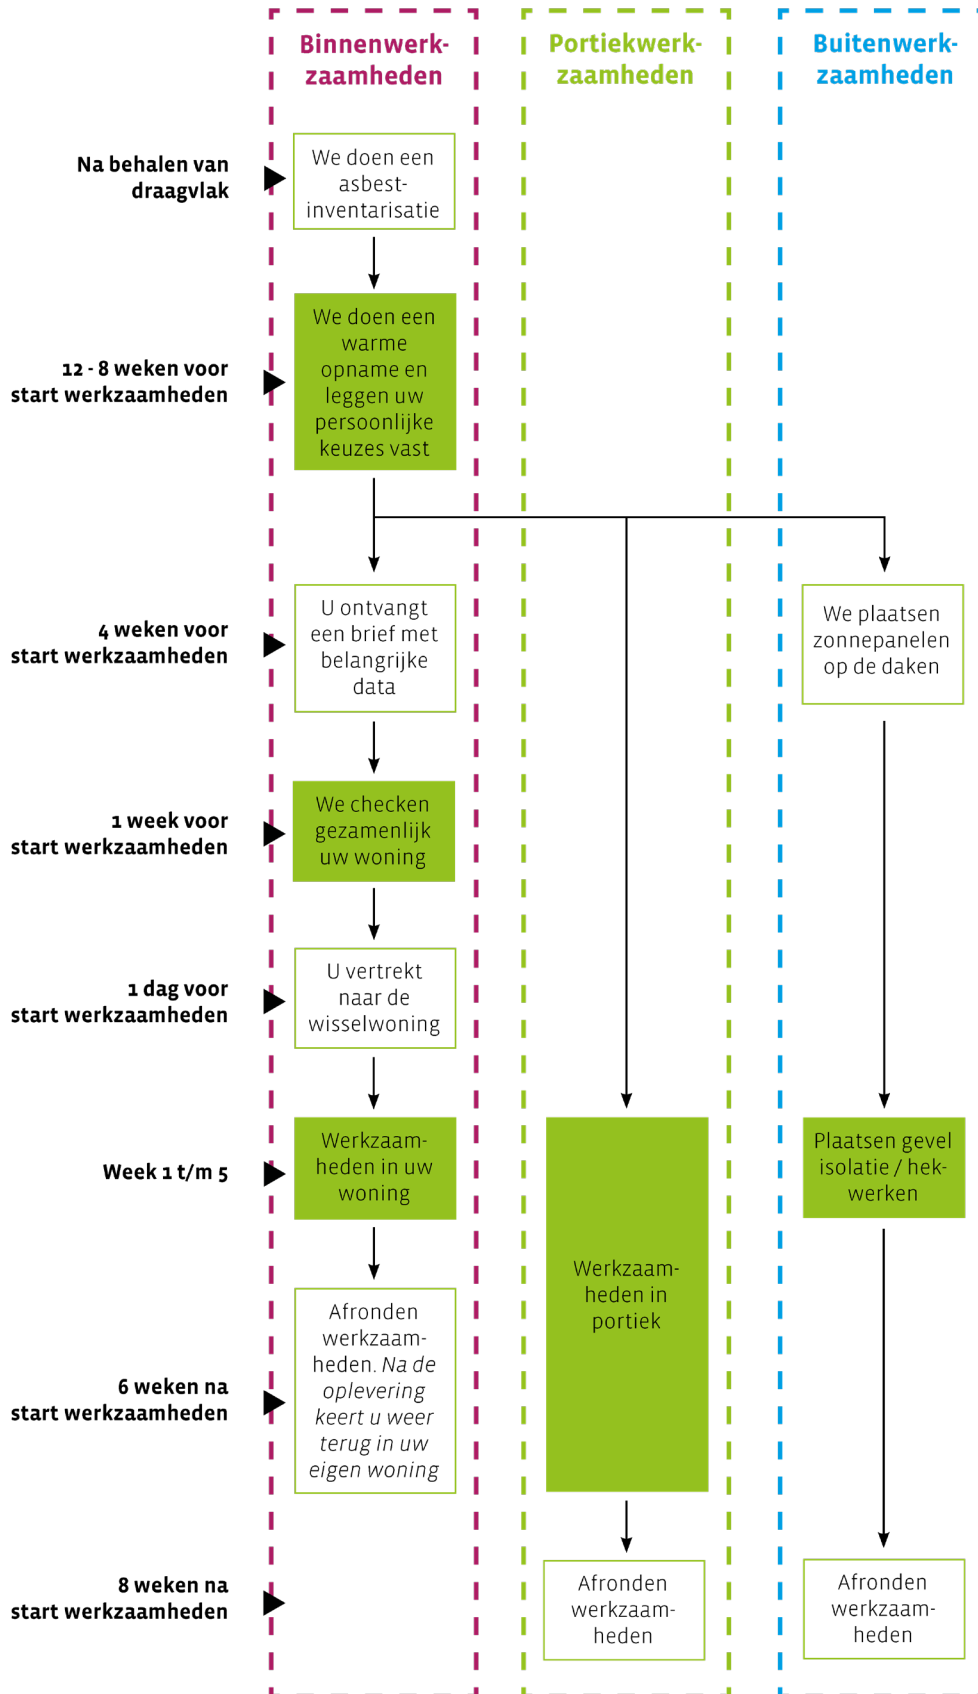 Binnenwerk-
zaamheden
Portiekwerk-
zaamheden
Buitenwerk-
zaamheden
Na behalen van
draagvlak
We doen een
asbest-
inventarisatie
12 - 8 weken voor
start werkzaamheden
We doen een
warme
opname en
leggen uw
persoonlijke
keuzes vast
4 weken voor
start werkzaamheden
U ontvangt
een brief met
belangrijke
data
We plaatsen
zonnepanelen
op de daken
1 week voor
start werkzaamheden
We checken
gezamenlijk
uw woning
1 dag voor
start werkzaamheden
U vertrekt
naar de
wisselwoning
Week 1 t/m 5
Werkzaam-
heden in uw
woning
Werkzaam-
heden in
portiek
Plaatsen gevel
isolatie / hek-
werken
6 weken na
start werkzaamheden
Afronden
werkzaam-
heden. Na de
oplevering
keert u weer
terug in uw
eigen woning
8 weken na
start werkzaamheden
Afronden
werkzaam-
heden
Afronden
werkzaam-
heden